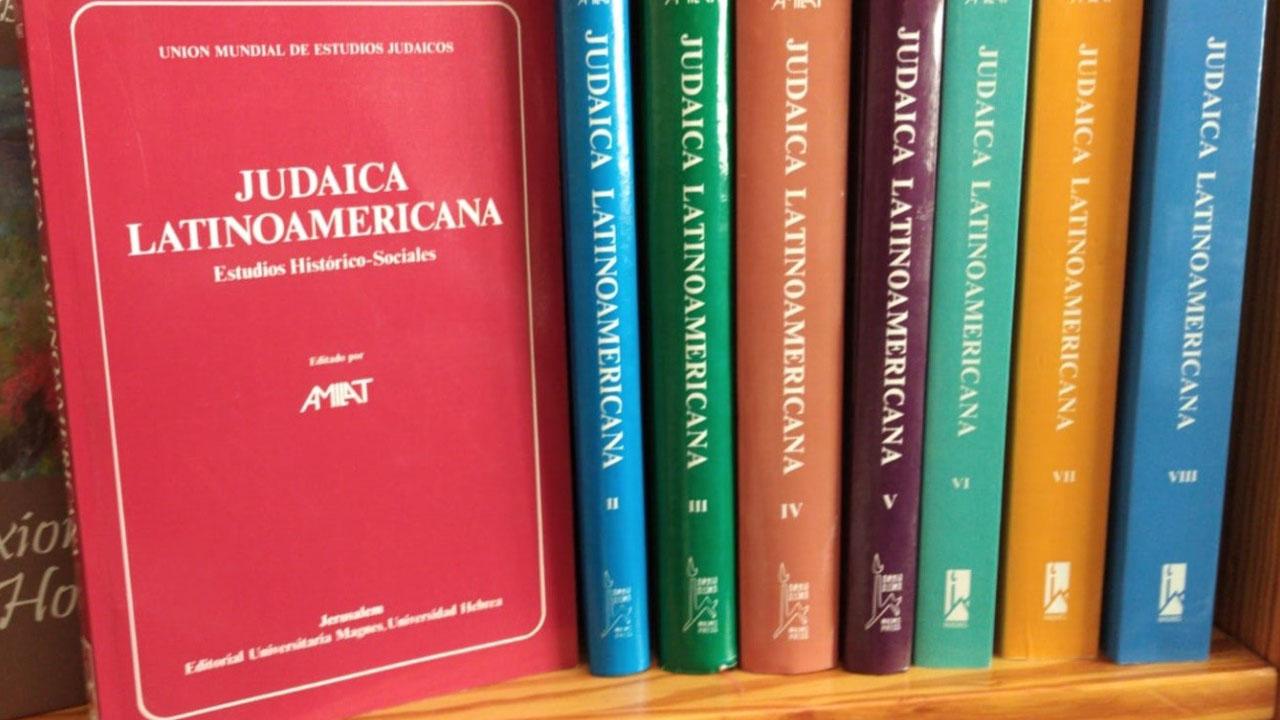 UNION MUNDIAL DE ESTUDIOS JUDAICOS
JUDAICA
LATINOAMERICANA
Estudios Histórico-Sociales
Editado por
AMILAT
Jerusalem
Editorial Universitaria Magnes, Universidad Hebrea
xion
Ho
JUDAICA LATINOAMERICANA
II
JUDAICA LATINOAMERICANA
III
JUDAICA LATINOAMERICANA
IV
JUDAICA LATINOAMERICANA
V
JUDAICA LATINOAMERICANA
VI
JUDAICA LATINOAMERICANA
VII
JUDAICA LATINOAMERICANA
VIII